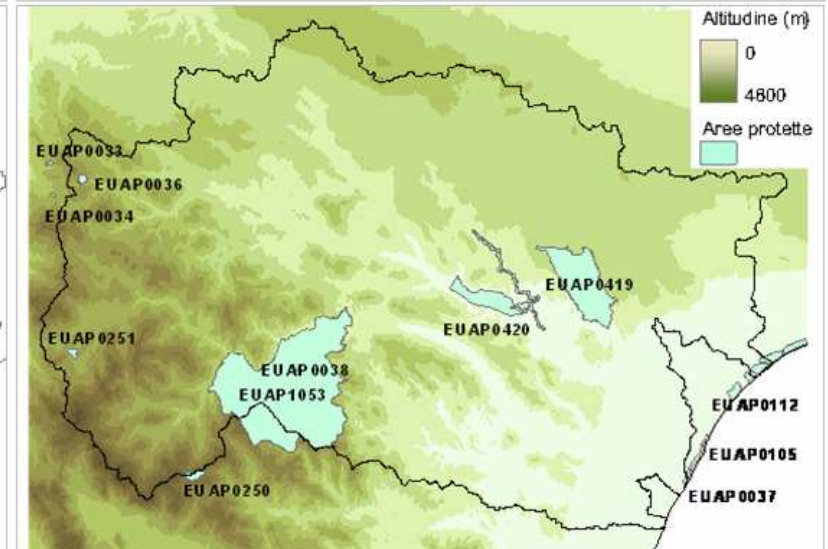 Altitudine (m)
0
4800
Aree protette
EUAP0033
EUAP0036
EUAP0034
EUAP0419
EUAP0420
EUAP0251
EUAP0038
EUAP1053
EUAP0112
EUAP0105
EUAP0250
EUAP0037